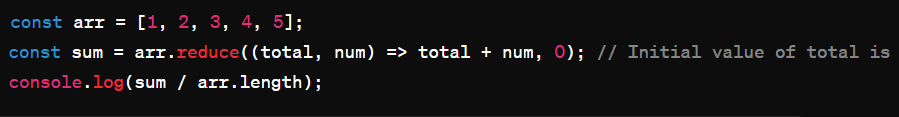 const arr = [1, 2, 3, 4, 5];
const sum = arr.reduce((total, num) => total + num, 0); // Initial value of total is
console.log(sum / arr.length);